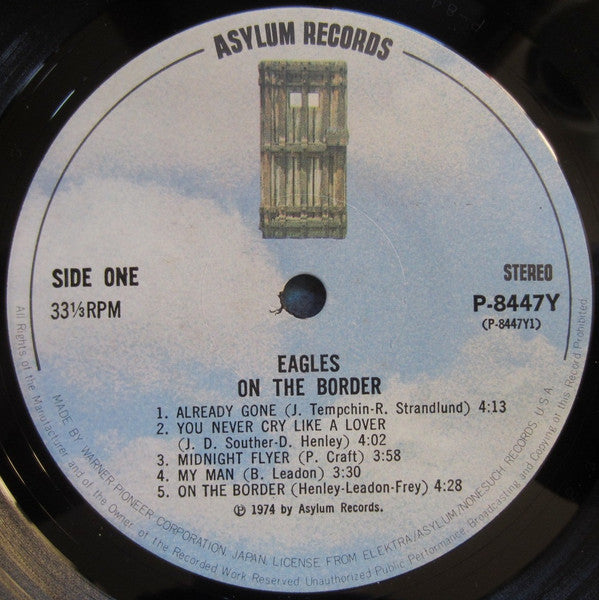 ASYLUM RECORDS
SIDE ONE
33⅓RPM
STEREO
P-8447Y
(P-8447Y1)
EAGLES
ON THE BORDER
1. ALREADY GONE (J. Tempchin-R. Strandlund) 4:13
2. YOU NEVER CRY LIKE A LOVER
(J. D. Souther-D. Henley) 4:02
3. MIDNIGHT FLYER (P. Craft) 3:58
4. MY MAN (B. Leadon) 3:30
5. ON THE BORDER (Henley-Leadon-Frey) 4:28
℗ 1974 by Asylum Records.
MADE BY WARNER PIONEER CORPORATION, JAPAN, LICENSE FROM ELEKTRA/ASYLUM/NONESUCH RECORDS, U.S.A.
All Rights of the Manufacturer and of the Owner of the Recorded Work Reserved Unauthorized Public Performance, Broadcasting and Copying of this Record Prohibited.